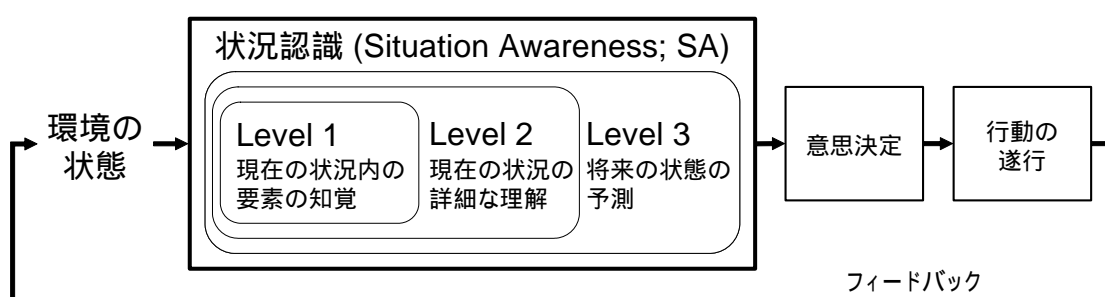 状況認識 (Situation Awareness; SA)
環境の
状態
Level 1
現在の状況内の
要素の知覚
Level 2
現在の状況の
詳細な理解
Level 3
将来の状態の
予測
意思決定
行動の
遂行
フィードバック